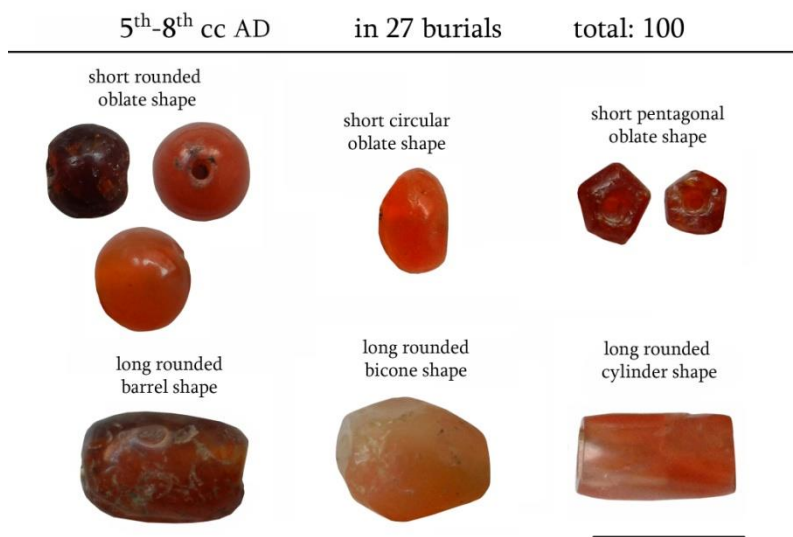 5th-8th cc AD in 27 burials total: 100
short rounded
oblate shape
short circular
oblate shape
short pentagonal
oblate shape
long rounded
barrel shape
long rounded
bicone shape
long rounded
cylinder shape